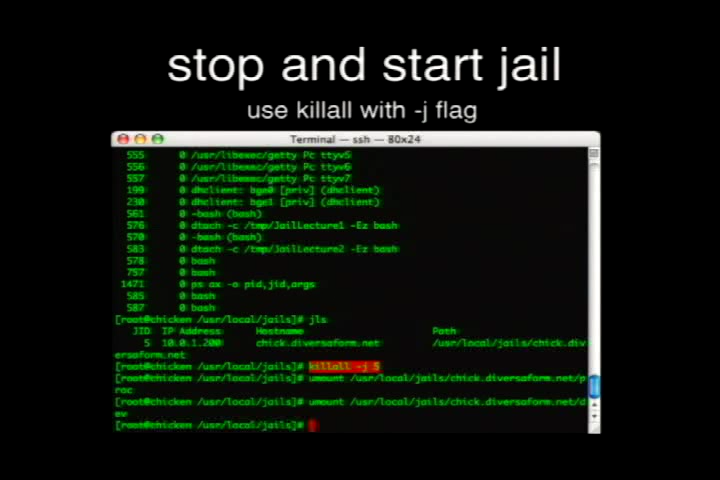 stop and start jail
use killall with -j flag
Terminal — ssh — 80x24
555 0 /usr/libexec/getty Pc ttyv5
556 0 /usr/libexec/getty Pc ttyv6
557 0 /usr/libexec/getty Pc ttyv7
199 0 dhclient: bge0 [priv] (dhclient)
230 0 dhclient: bge1 [priv] (dhclient)
561 0 -bash (bash)
576 0 dtach -c /tmp/JailLecture1 -Ez bash
570 0 -bash (bash)
583 0 dtach -c /tmp/JailLecture2 -Ez bash
578 0 bash
757 0 bash
1471 0 ps ax -o pid,jid,args
585 0 bash
587 0 bash
[root@chicken /usr/local/jails]# jls
JID IP Address Hostname Path
5 10.0.1.200 chick.diversaform.net /usr/local/jails/chick.div
ersaform.net
[root@chicken /usr/local/jails]# killall -j 5
[root@chicken /usr/local/jails]# umount /usr/local/jails/chick.diversaform.net/p
roc
[root@chicken /usr/local/jails]# umount /usr/local/jails/chick.diversaform.net/d
ev
[root@chicken /usr/local/jails]#